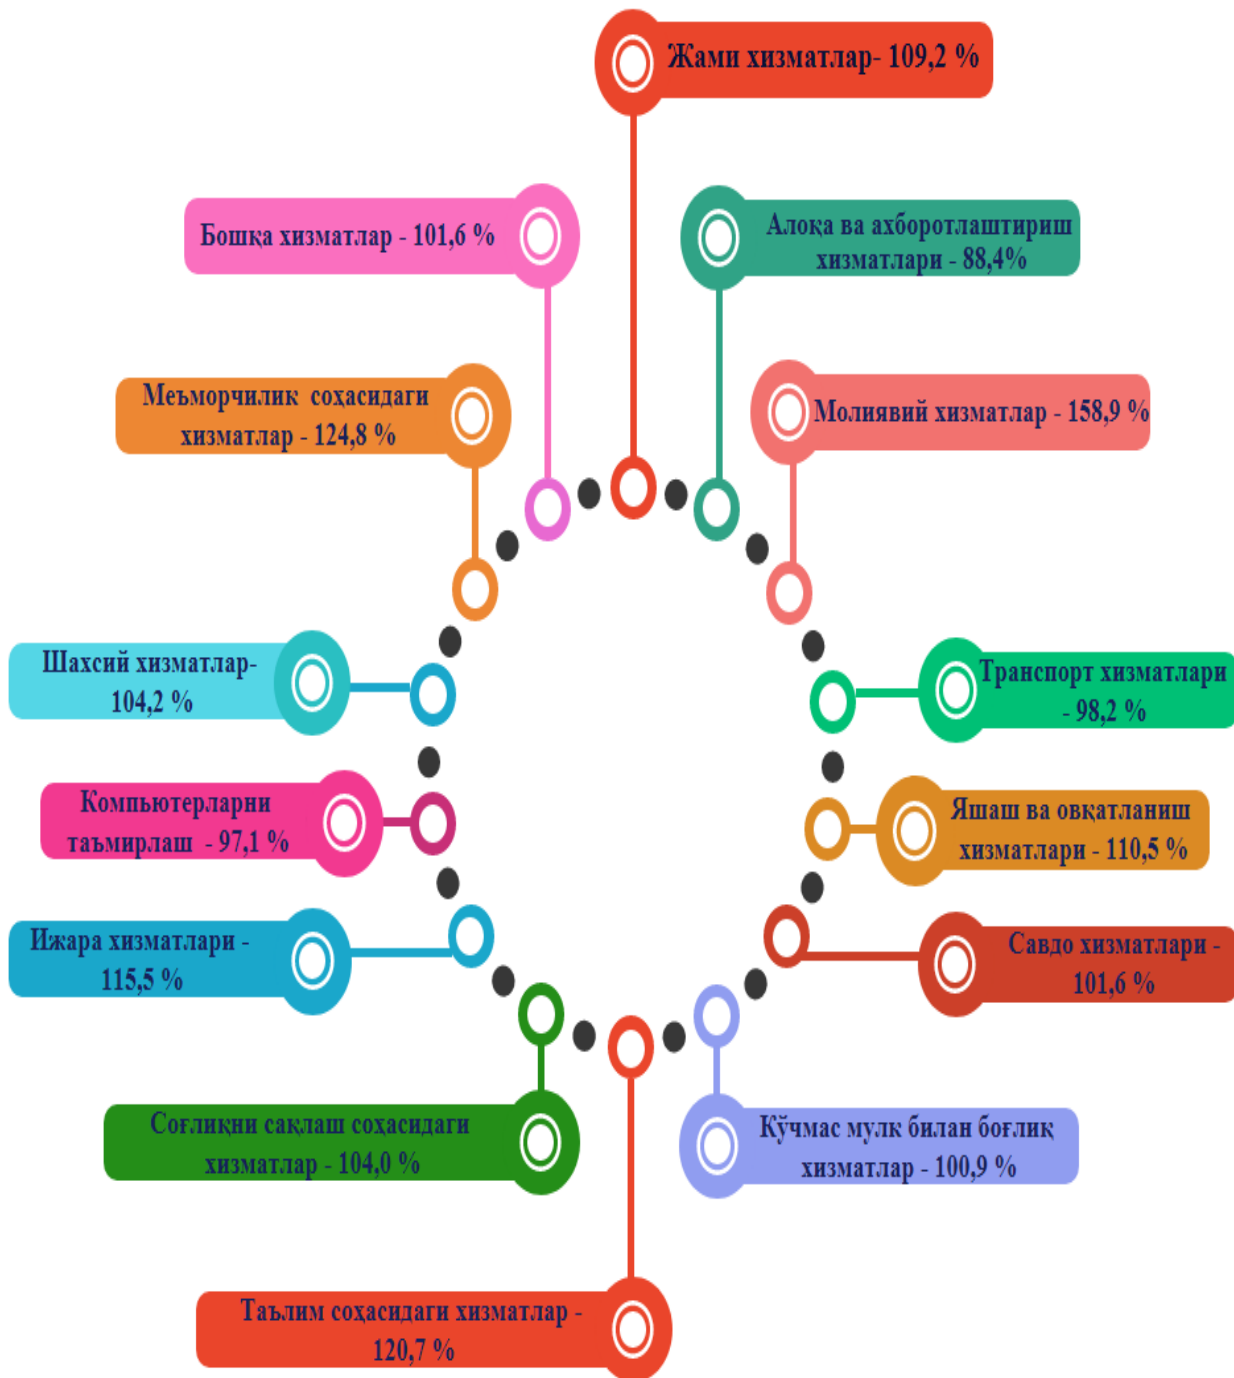 Жами хизматлар- 109,2 %
Бошқа хизматлар - 101,6 %
Алоқа ва ахборотлаштириш
хизматлари - 88,4%
Меъморчилик соҳасидаги
хизматлар - 124,8 %
Молиявий хизматлар - 158,9 %
Шахсий хизматлар-
104,2 %
Транспорт хизматлари
- 98,2 %
Компьютерларни
таъмирлаш - 97,1 %
Яшаш ва овқатланиш
хизматлари - 110,5 %
Ижара хизматлари -
115,5 %
Савдо хизматлари -
101,6 %
Соғлиқни сақлаш соҳасидаги
хизматлар - 104,0 %
Кўчмас мулк билан боғлиқ
хизматлар - 100,9 %
Таълим соҳасидаги хизматлар -
120,7 %